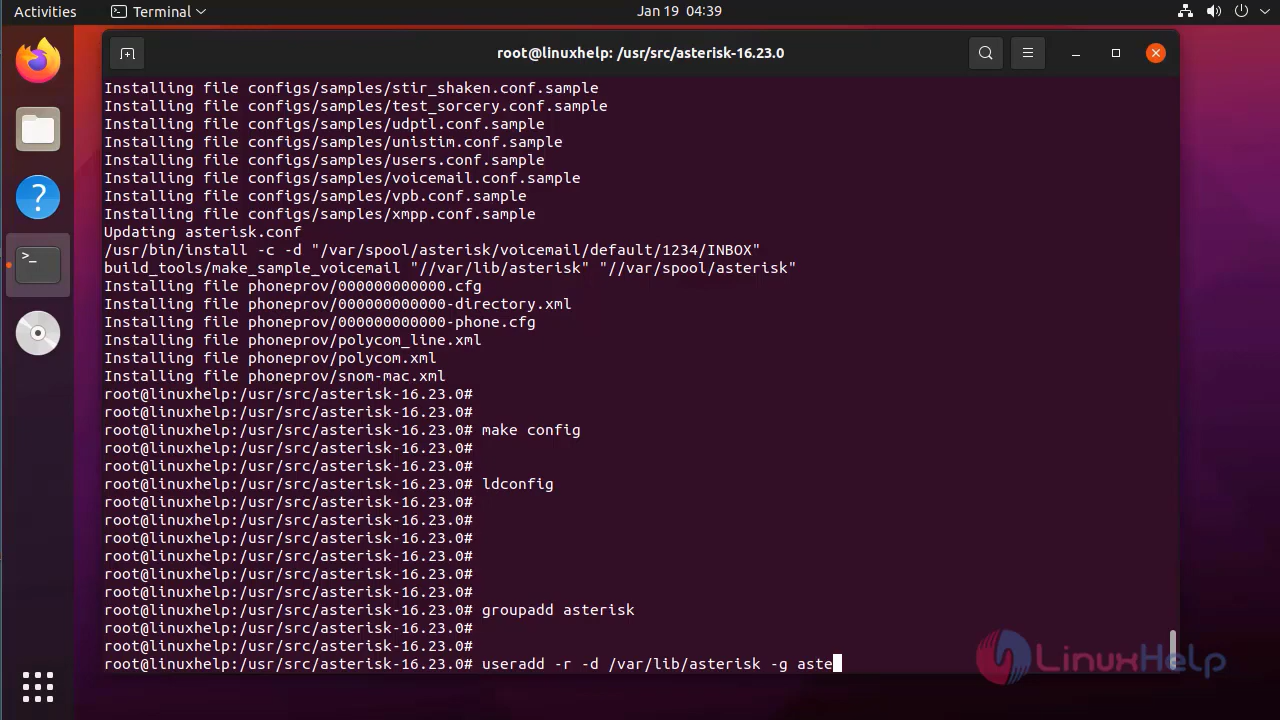 Activities
Terminal
Jan 19 04:39
root@linuxhelp: /usr/src/asterisk-16.23.0
Installing file configs/samples/stir_shaken.conf.sample
Installing file configs/samples/test_sorcery.conf.sample
Installing file configs/samples/udptl.conf.sample
Installing file configs/samples/unistim.conf.sample
Installing file configs/samples/users.conf.sample
Installing file configs/samples/voicemail.conf.sample
Installing file configs/samples/vpb.conf.sample
Installing file configs/samples/xmpp.conf.sample
Updating asterisk.conf
/usr/bin/install -c -d "/var/spool/asterisk/voicemail/default/1234/INBOX"
build_tools/make_sample_voicemail "//var/lib/asterisk" "//var/spool/asterisk"
Installing file phoneprov/000000000000.cfg
Installing file phoneprov/000000000000-directory.xml
Installing file phoneprov/000000000000-phone.cfg
Installing file phoneprov/polycom_line.xml
Installing file phoneprov/polycom.xml
Installing file phoneprov/snom-mac.xml
root@linuxhelp:/usr/src/asterisk-16.23.0#
root@linuxhelp:/usr/src/asterisk-16.23.0#
root@linuxhelp:/usr/src/asterisk-16.23.0# make config
root@linuxhelp:/usr/src/asterisk-16.23.0#
root@linuxhelp:/usr/src/asterisk-16.23.0#
root@linuxhelp:/usr/src/asterisk-16.23.0# ldconfig
root@linuxhelp:/usr/src/asterisk-16.23.0#
root@linuxhelp:/usr/src/asterisk-16.23.0#
root@linuxhelp:/usr/src/asterisk-16.23.0#
root@linuxhelp:/usr/src/asterisk-16.23.0#
root@linuxhelp:/usr/src/asterisk-16.23.0#
root@linuxhelp:/usr/src/asterisk-16.23.0#
root@linuxhelp:/usr/src/asterisk-16.23.0# groupadd asterisk
root@linuxhelp:/usr/src/asterisk-16.23.0#
root@linuxhelp:/usr/src/asterisk-16.23.0#
root@linuxhelp:/usr/src/asterisk-16.23.0# useradd -r -d /var/lib/asterisk -g aste
LinuxHelp